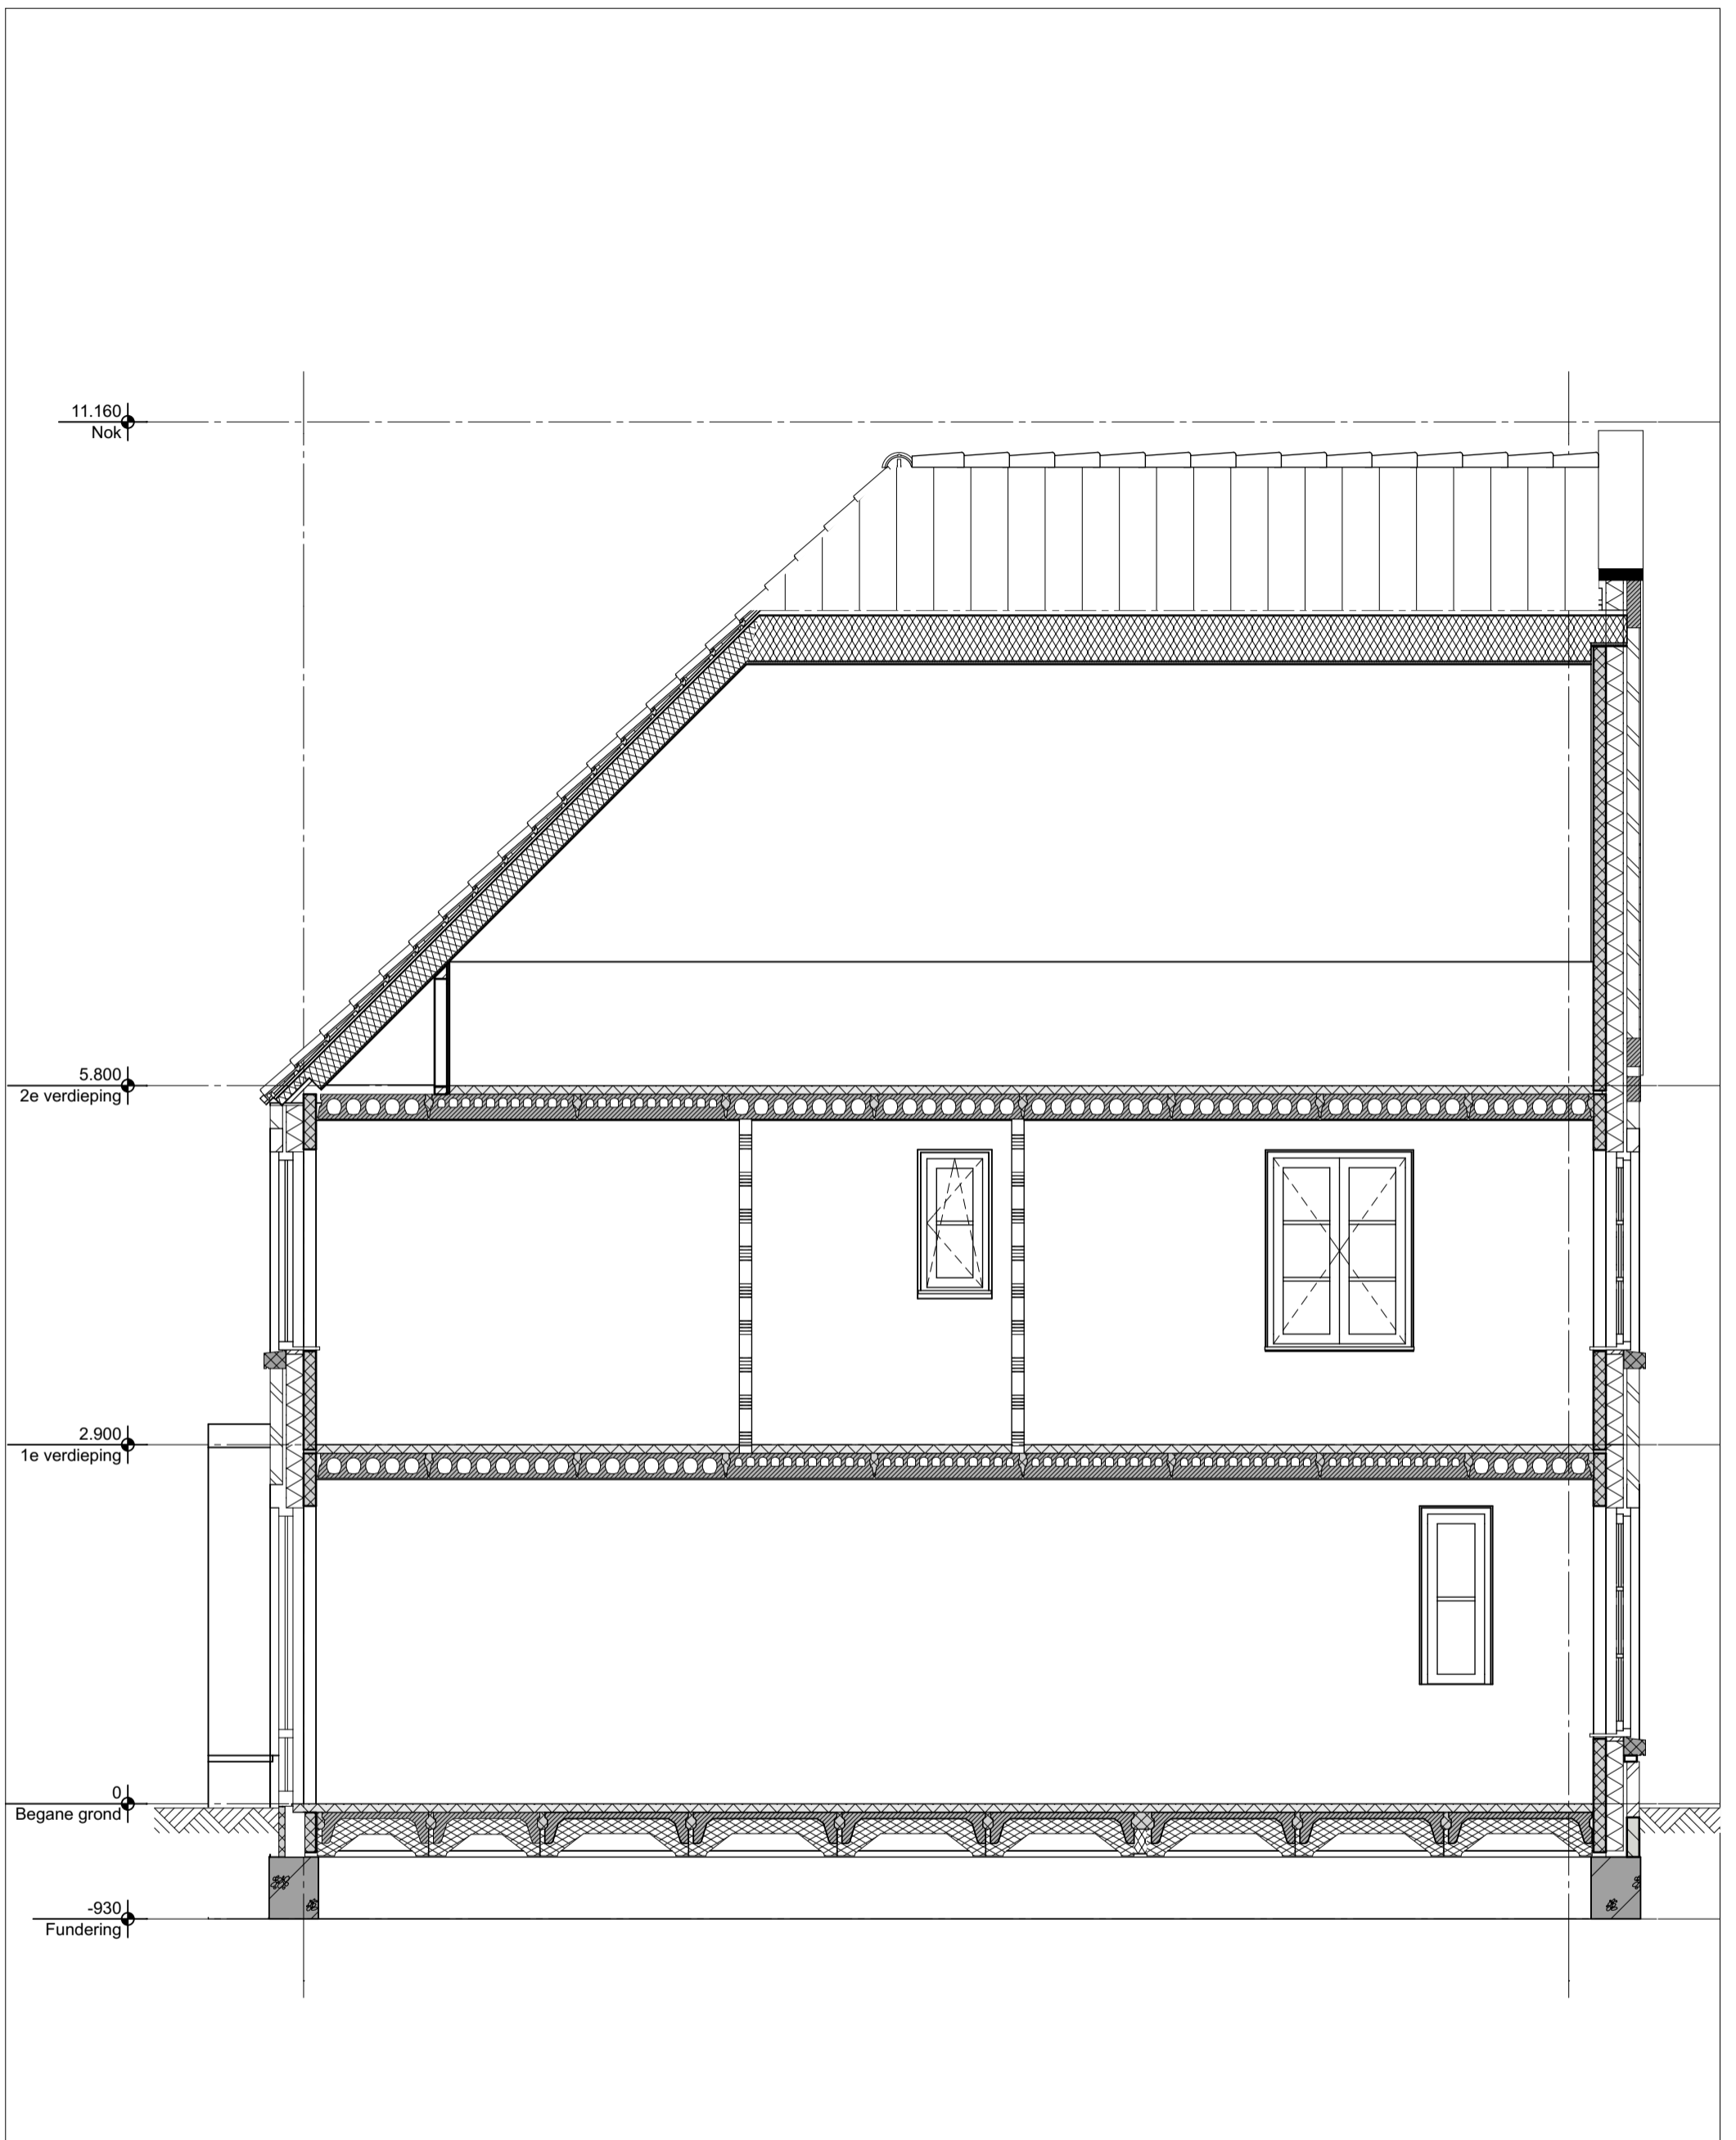 11.160
Nok
5.800
2e verdieping
2.900
1e verdieping
0
Begane grond
-930
Fundering